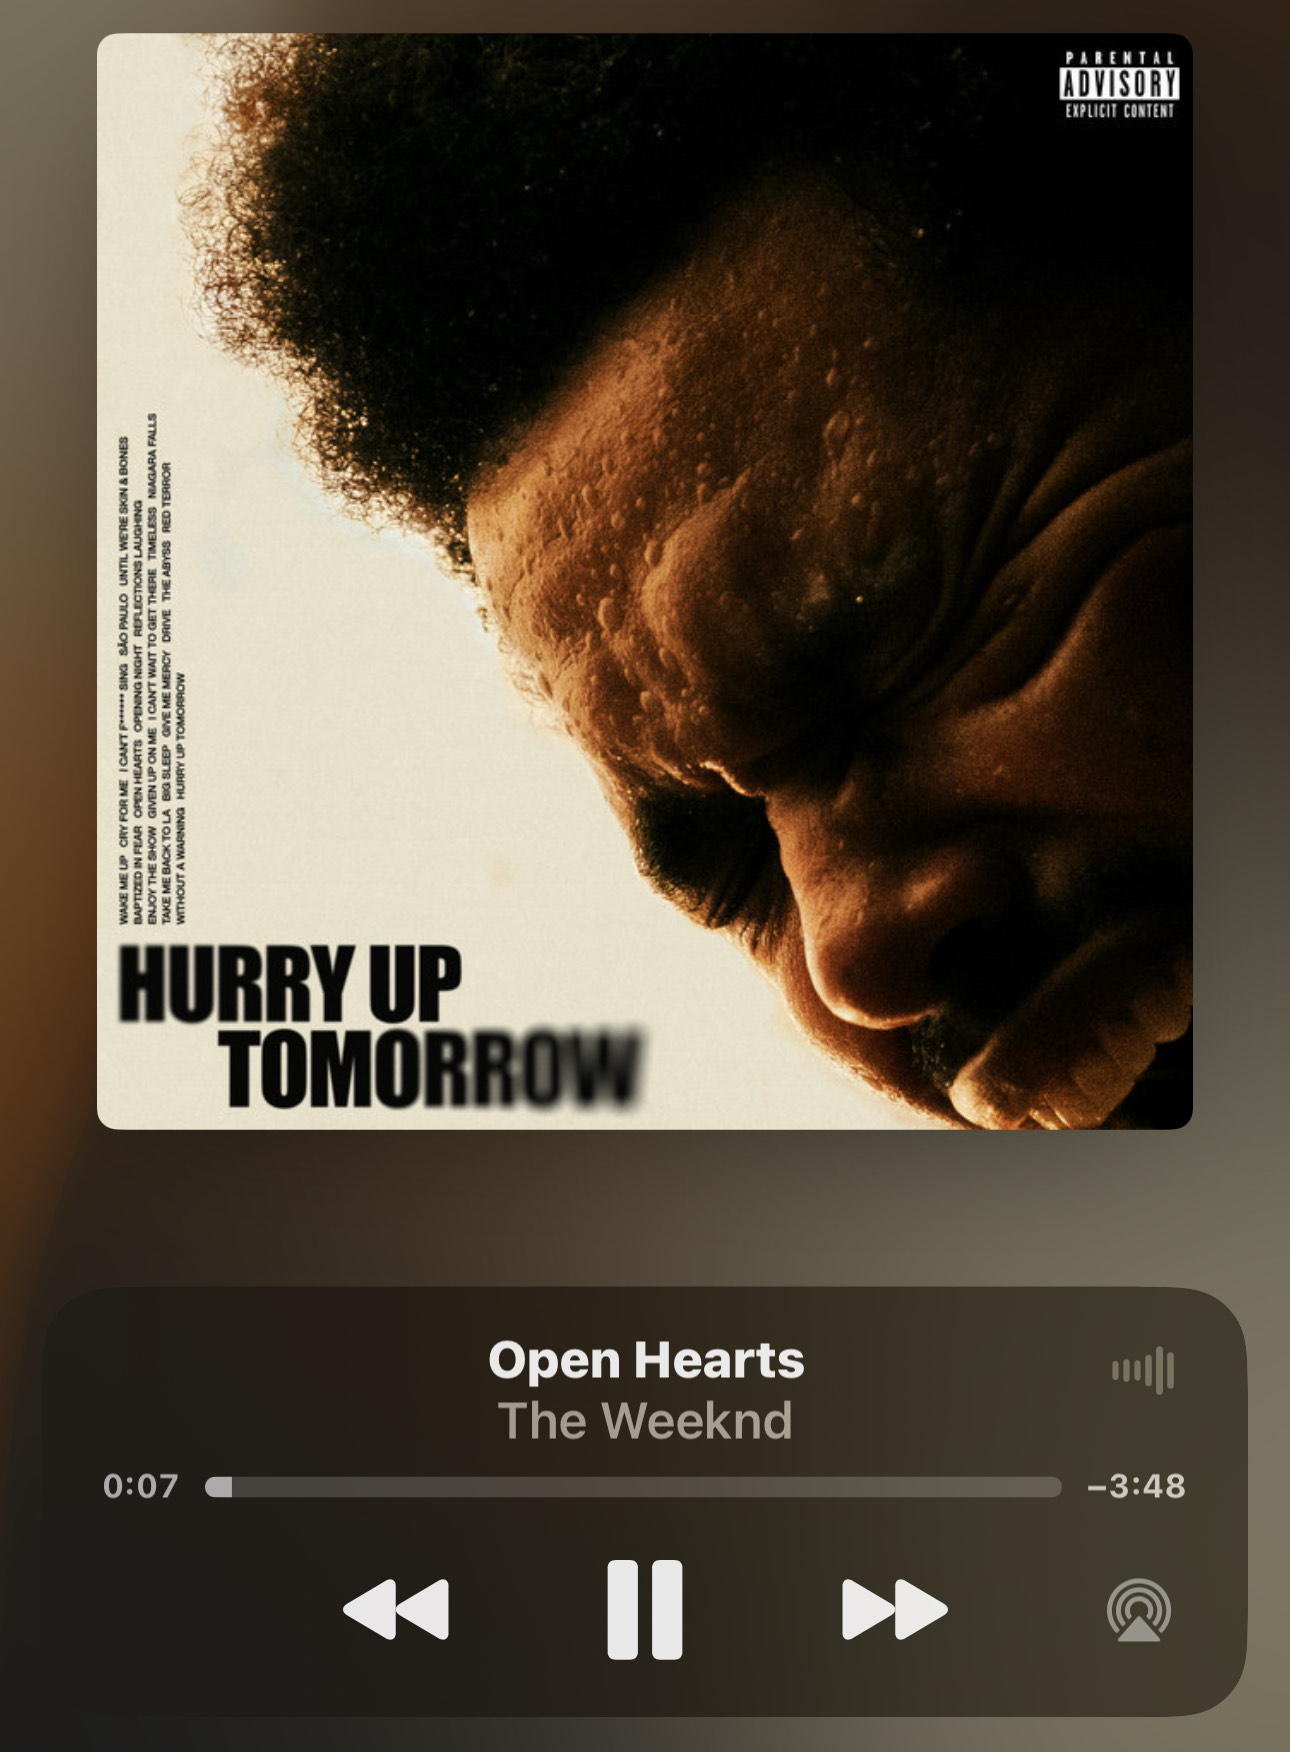 PARENTAL
ADVISORY
EXPLICIT CONTENT
WAKE ME UP CRY FOR ME I CAN'T F****** SING SÃO PAULO UNTIL WE'RE SKIN & BONES
BAPTIZED IN FEAR OPEN HEARTS OPENING NIGHT REFLECTIONS LAUGHING
ENJOY THE SHOW GIVEN UP ON ME I CAN'T WAIT TO GET THERE TIMELESS NIAGARA FALLS
TAKE ME BACK TO LA BIG SLEEP GIVE ME MERCY DRIVE THE ABYSS RED TERROR
WITHOUT A WARNING HURRY UP TOMORROW
HURRY UP
TOMORROW
Open Hearts
The Weeknd
0:07
–3:48